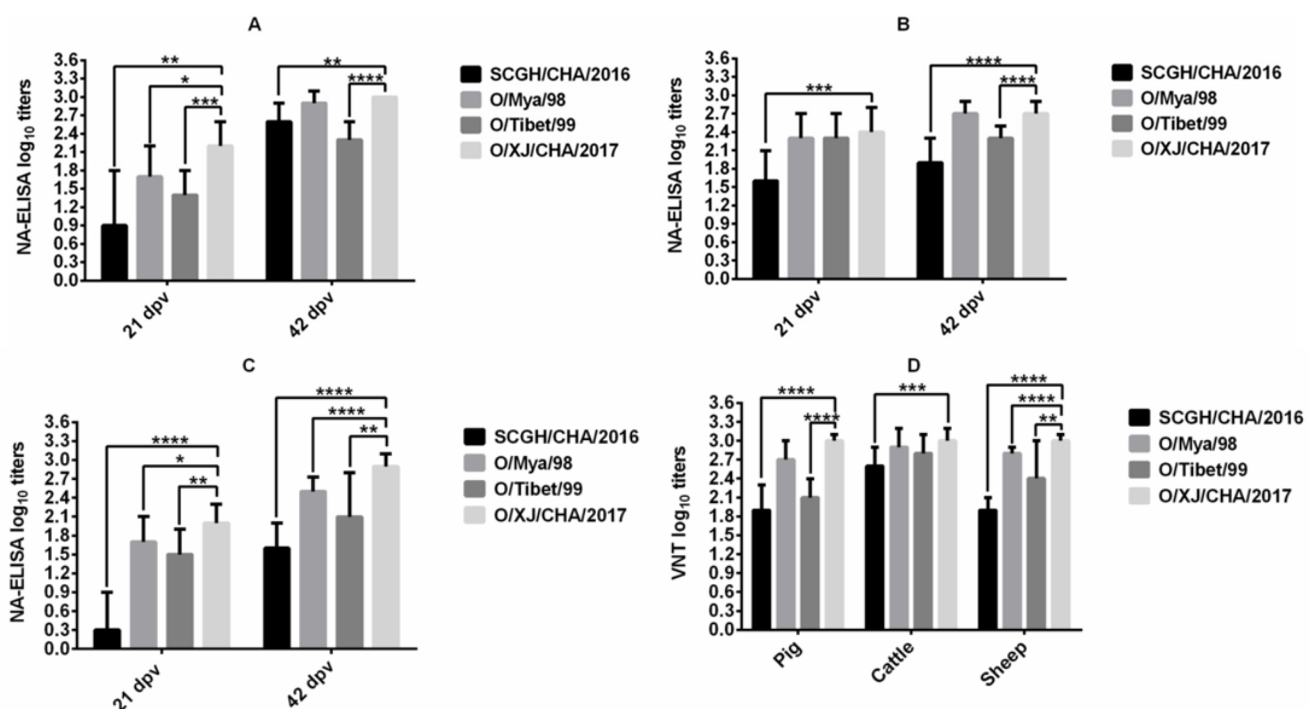 A
NA-ELISA log10 titers
3.6
3.3
3.0
2.7
2.4
2.1
1.8
1.5
1.2
0.9
0.6
0.3
0.0
**
*
***
**
****
21 dpv
42 dpv
SCGH/CHA/2016
O/Mya/98
O/Tibet/99
O/XJ/CHA/2017
B
NA-ELISA log10 titers
3.6
3.3
3.0
2.7
2.4
2.1
1.8
1.5
1.2
0.9
0.6
0.3
0.0
***
****
****
21 dpv
42 dpv
SCGH/CHA/2016
O/Mya/98
O/Tibet/99
O/XJ/CHA/2017
C
NA-ELISA log10 titers
3.6
3.3
3.0
2.7
2.4
2.1
1.8
1.5
1.2
0.9
0.6
0.3
0.0
****
*
**
****
****
**
21 dpv
42 dpv
SCGH/CHA/2016
O/Mya/98
O/Tibet/99
O/XJ/CHA/2017
D
VNT log10 titers
3.6
3.3
3.0
2.7
2.4
2.1
1.8
1.5
1.2
0.9
0.6
0.3
0.0
****
****
***
****
****
**
Pig
Cattle
Sheep
SCGH/CHA/2016
O/Mya/98
O/Tibet/99
O/XJ/CHA/2017